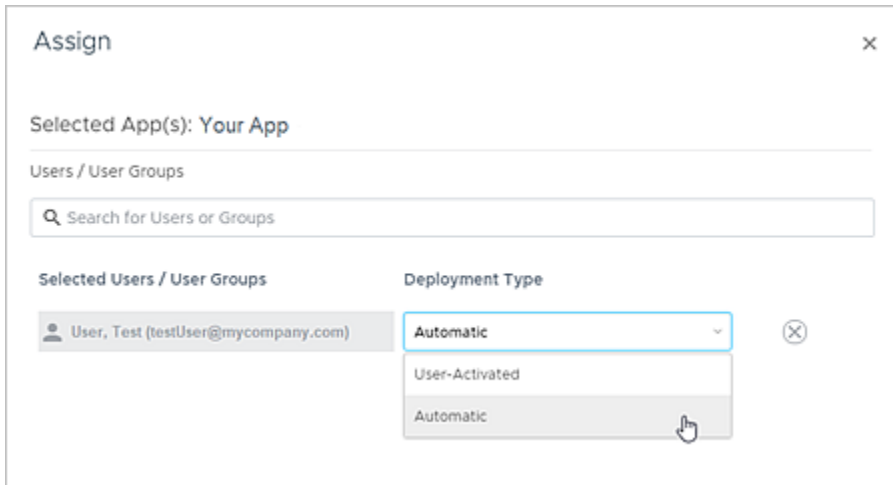 Assign
Selected App(s): Your App
Users / User Groups
Search for Users or Groups
Selected Users / User Groups Deployment Type
User, Test (testUser@mycompany.com) Automatic
User-Activated
Automatic